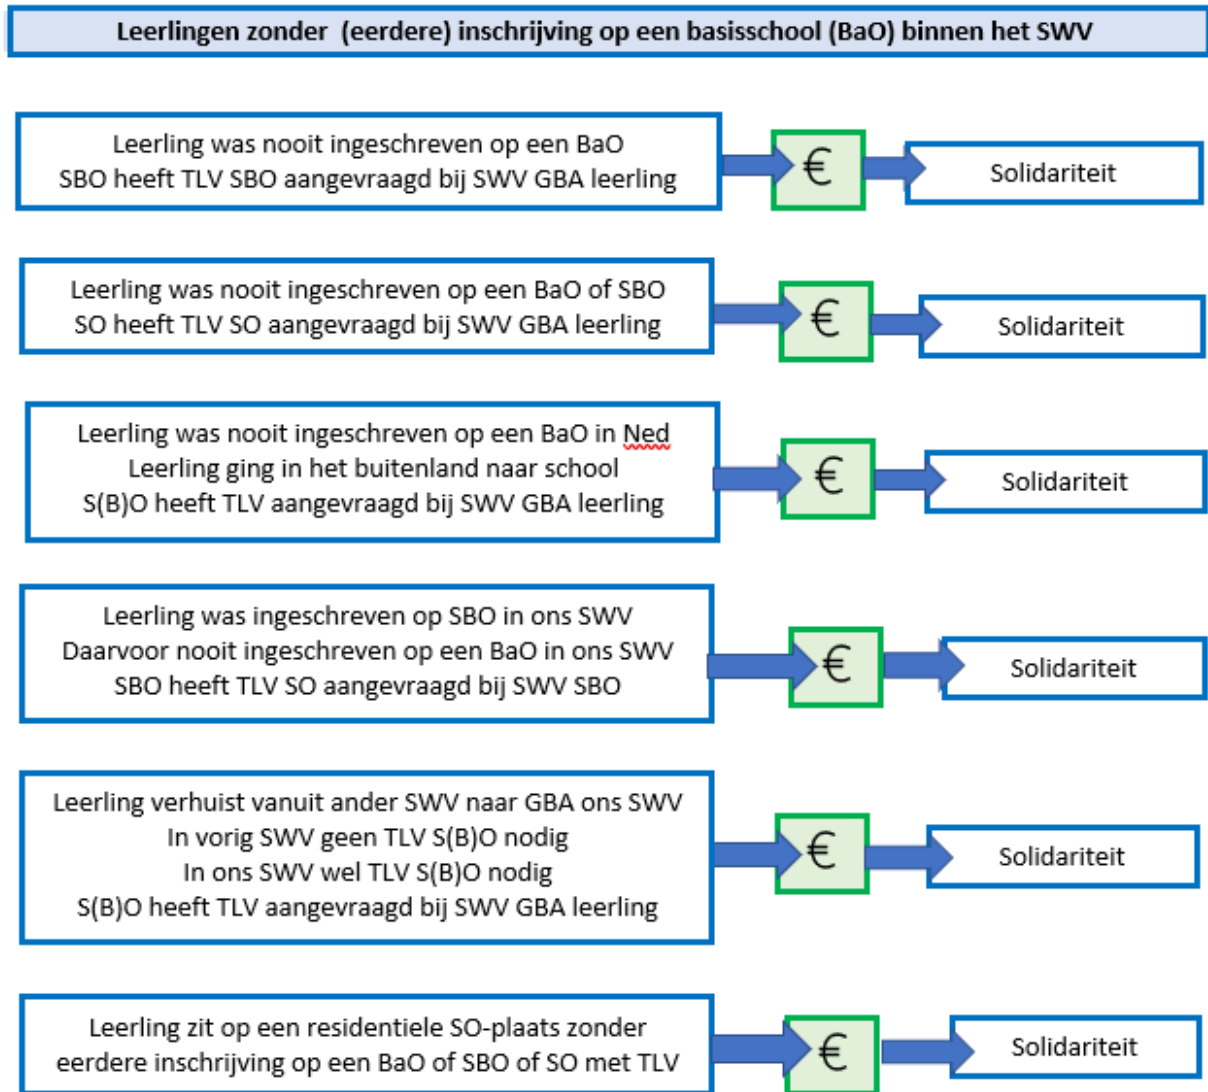 Leerlingen zonder (eerdere) inschrijving op een basisschool (BaO) binnen het SWV
Leerling was nooit ingeschreven op een BaO
SBO heeft TLV SBO aangevraagd bij SWV GBA leerling
€
Solidariteit
Leerling was nooit ingeschreven op een BaO of SBO
SO heeft TLV SO aangevraagd bij SWV GBA leerling
€
Solidariteit
Leerling was nooit ingeschreven op een BaO in Ned
Leerling ging in het buitenland naar school
S(B)O heeft TLV aangevraagd bij SWV GBA leerling
€
Solidariteit
Leerling was ingeschreven op SBO in ons SWV
Daarvoor nooit ingeschreven op een BaO in ons SWV
SBO heeft TLV SO aangevraagd bij SWV SBO
€
Solidariteit
Leerling verhuist vanuit ander SWV naar GBA ons SWV
In vorig SWV geen TLV S(B)O nodig
In ons SWV wel TLV S(B)O nodig
S(B)O heeft TLV aangevraagd bij SWV GBA leerling
€
Solidariteit
Leerling zit op een residentiele SO-plaats zonder
eerdere inschrijving op een BaO of SBO of SO met TLV
€
Solidariteit